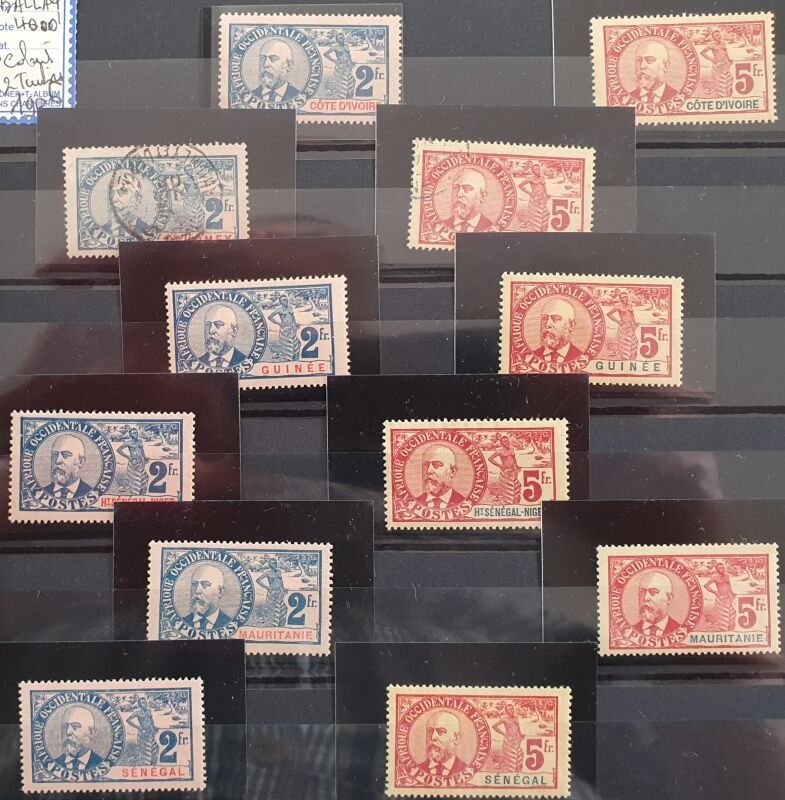 BALLAY
4800
2 Fr.
AFRIQUE OCCIDENTALE FRANÇAISE
POSTES
CÔTE D'IVOIRE
5 Fr.
AFRIQUE OCCIDENTALE FRANÇAISE
POSTES
CÔTE D'IVOIRE
2 fr.
AFRIQUE OCCIDENTALE FRANÇAISE
POSTES
5 fr.
AFRIQUE OCCIDENTALE FRANÇAISE
POSTES
2 fr.
AFRIQUE OCCIDENTALE FRANÇAISE
POSTES
GUINÉE
5 fr.
AFRIQUE OCCIDENTALE FRANÇAISE
POSTES
GUINÉE
2 fr.
AFRIQUE OCCIDENTALE FRANÇAISE
POSTES
HT SÉNÉGAL-NIGER
5 fr.
AFRIQUE OCCIDENTALE FRANÇAISE
POSTES
HT SÉNÉGAL-NIGE
2 fr.
AFRIQUE OCCIDENTALE FRANÇAISE
POSTES
MAURITANIE
5 fr.
AFRIQUE OCCIDENTALE FRANÇAISE
POSTES
MAURITANIE
2 fr.
AFRIQUE OCCIDENTALE FRANÇAISE
POSTES
SÉNÉGAL
5 fr.
AFRIQUE OCCIDENTALE FRANÇAISE
POSTES
SÉNÉGAL